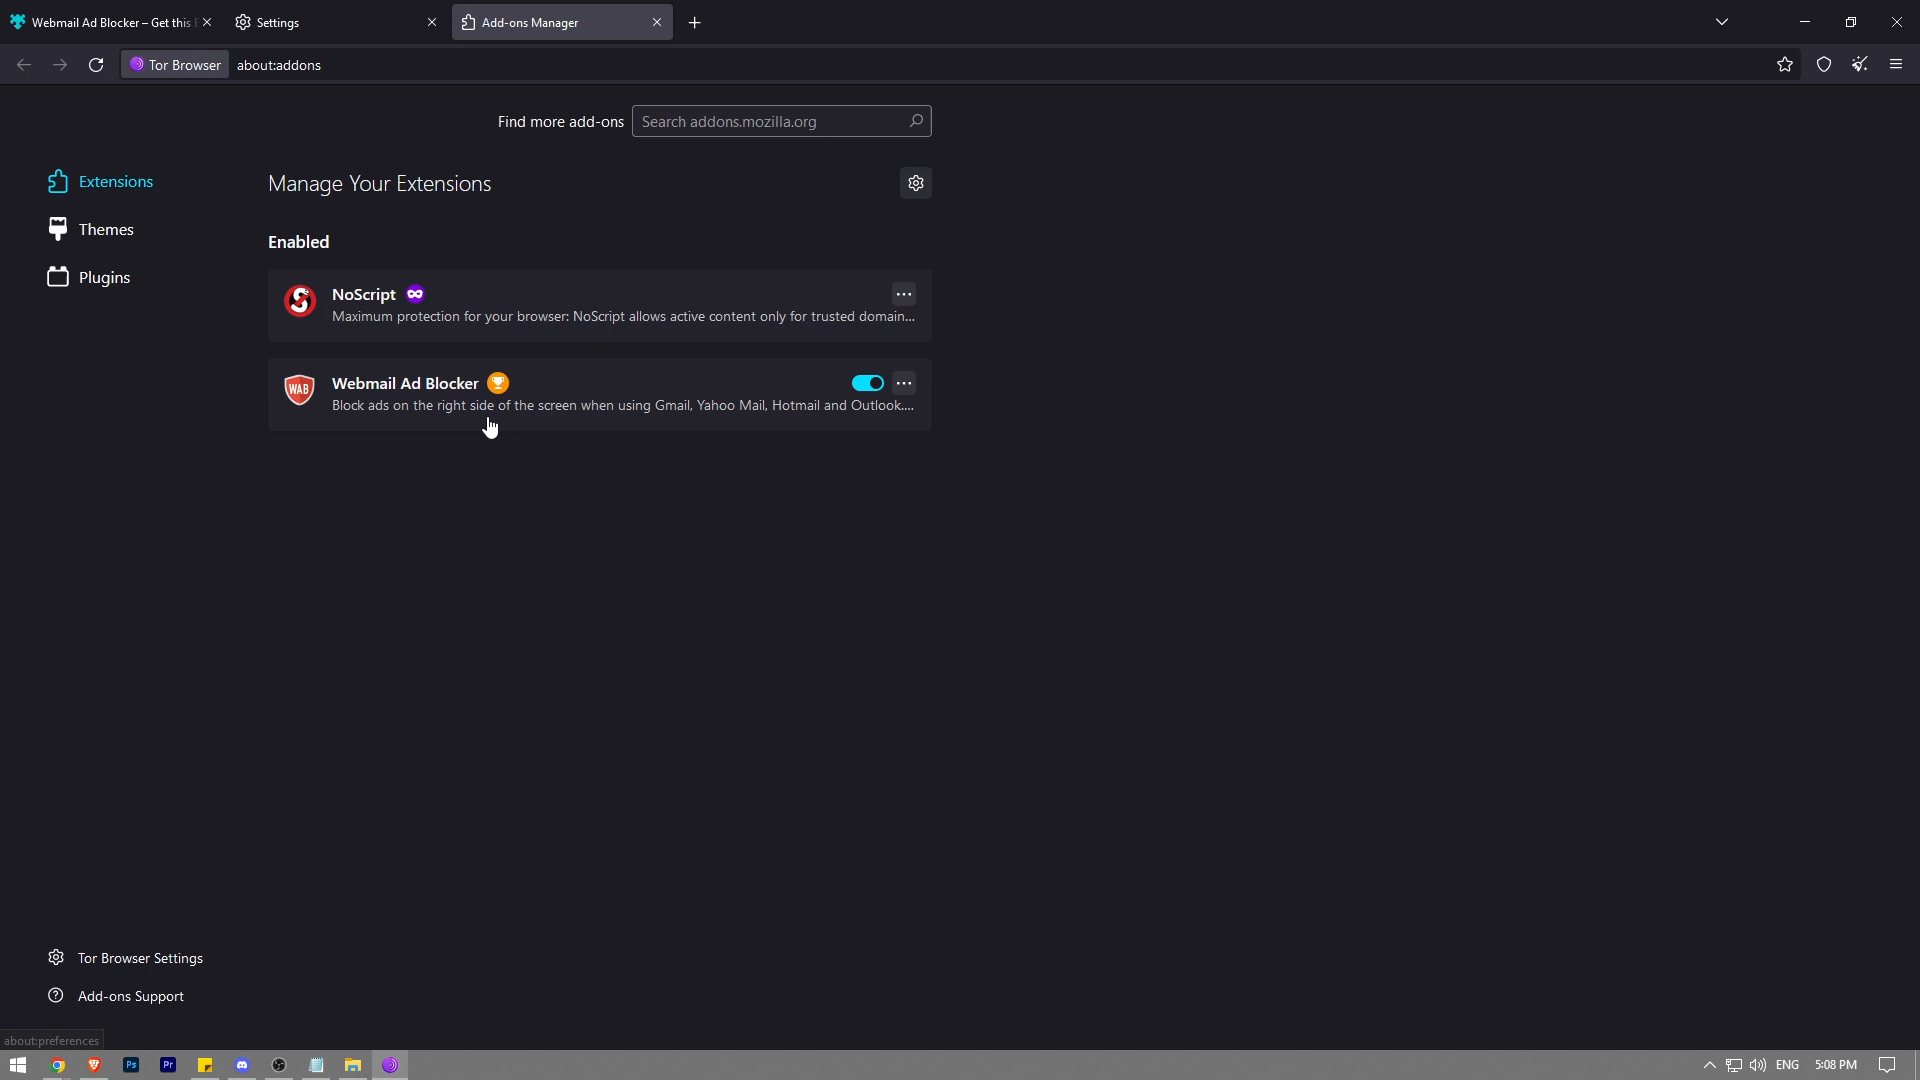 Webmail Ad Blocker – Get this
Settings
Add-ons Manager
Tor Browser
about:addons
Find more add-ons
Search addons.mozilla.org
Extensions
Themes
Plugins
Manage Your Extensions
Enabled
NoScript
Maximum protection for your browser: NoScript allows active content only for trusted domain...
WAB
Webmail Ad Blocker
Block ads on the right side of the screen when using Gmail, Yahoo Mail, Hotmail and Outlook....
Tor Browser Settings
Add-ons Support
about:preferences
Ps
Pr
ENG
5:08 PM